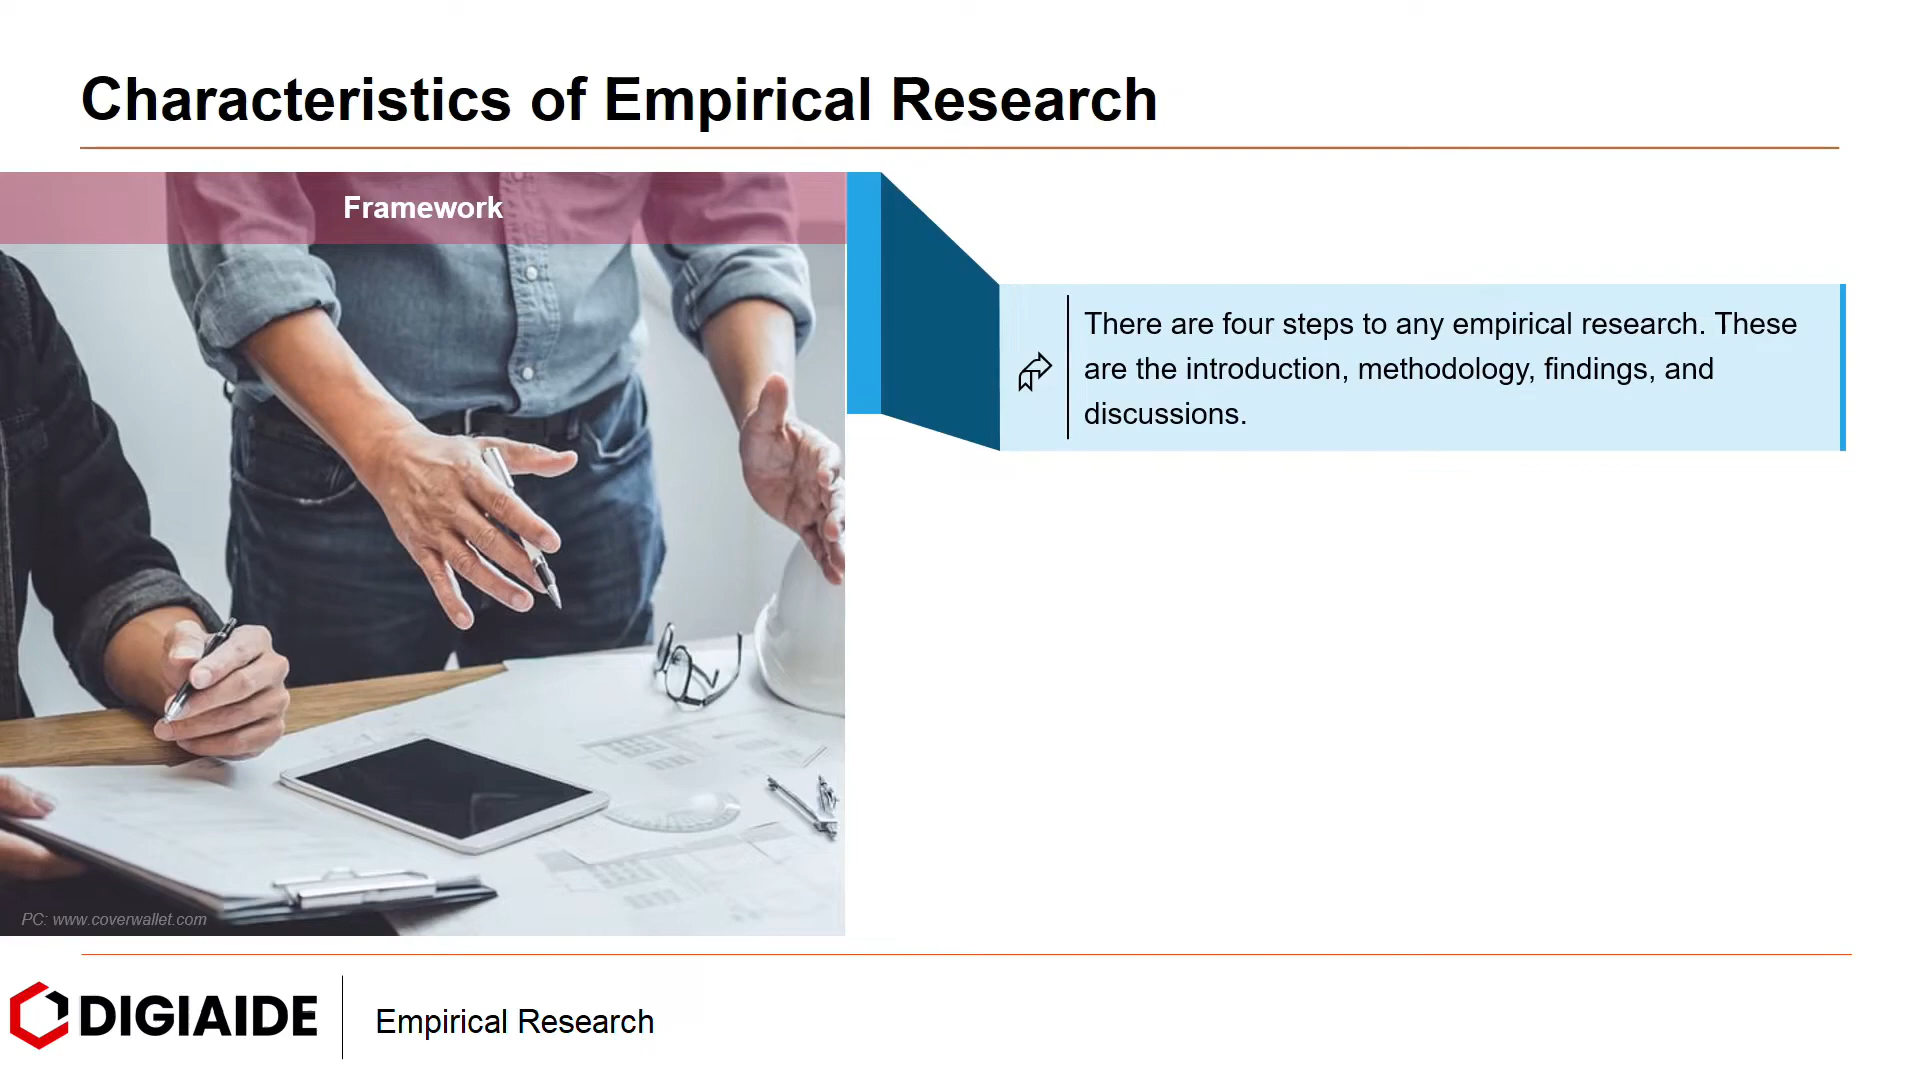 Characteristics of Empirical Research
Framework
There are four steps to any empirical research. These
are the introduction, methodology, findings, and
discussions.
PC: www.coverwallet.com
DIGIAIDE
Empirical Research